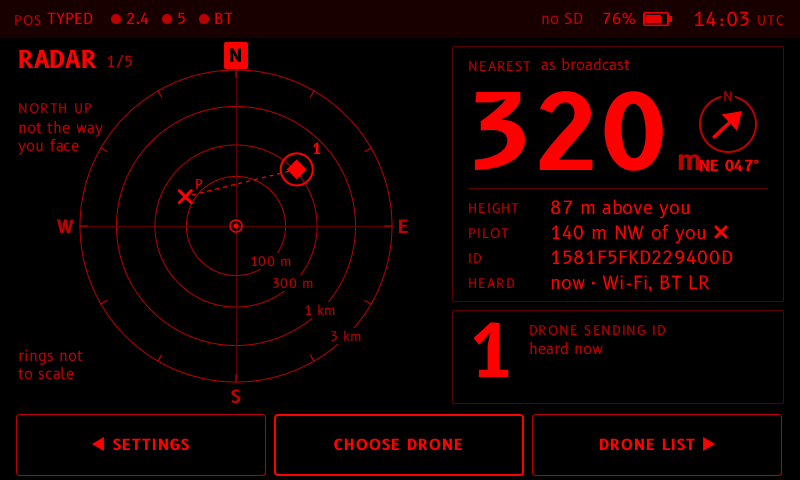 POS TYPED 2.4 5 BT no SD 76% 14:03 UTC
RADAR 1/5
N
NORTH UP
not the way
you face
1
P
W
E
100 m
300 m
1 km
3 km
rings not
to scale
S
NEAREST as broadcast
320 m
N
NE 047°
HEIGHT 87 m above you
PILOT 140 m NW of you
ID 1581F5FKD229400D
HEARD now · Wi-Fi, BT LR
1 DRONE SENDING ID
heard now
SETTINGS CHOOSE DRONE DRONE LIST